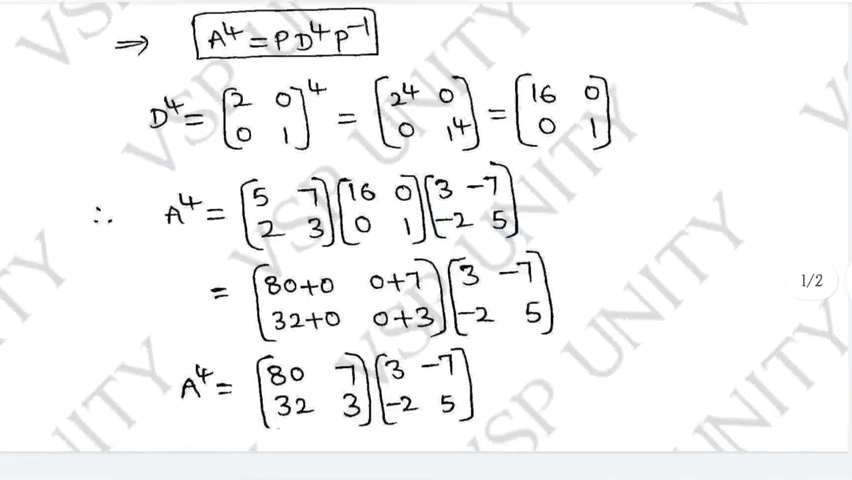 ⇒ A⁴ = PD⁴P⁻¹
D⁴ = [2 0; 0 1]⁴ = [2⁴ 0; 0 1⁴] = [16 0; 0 1]
∴ A⁴ = [5 7; 2 3] [16 0; 0 1] [3 -7; -2 5]
= [80+0 0+7; 32+0 0+3] [3 -7; -2 5]
1/2
A⁴ = [80 7; 32 3] [3 -7; -2 5]
VSP UNITY